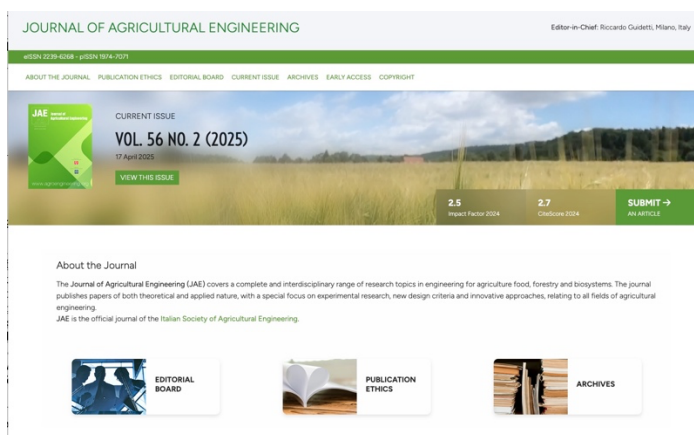 JOURNAL OF AGRICULTURAL ENGINEERING
Editor-in-Chief: Riccardo Guidetti, Milano, Italy
eISSN 2239-6268 - pISSN 1974-7071
ABOUT THE JOURNAL PUBLICATION ETHICS EDITORIAL BOARD CURRENT ISSUE ARCHIVES EARLY ACCESS COPYRIGHT
JAE Journal of Agricultural Engineering
CURRENT ISSUE
VOL. 56 NO. 2 (2025)
17 April 2025
VIEW THIS ISSUE
2.5
Impact Factor 2024
2.7
CiteScore 2024
SUBMIT →
AN ARTICLE
About the Journal
The Journal of Agricultural Engineering (JAE) covers a complete and interdisciplinary range of research topics in engineering for agriculture food, forestry and biosystems. The journal
publishes papers of both theoretical and applied nature, with a special focus on experimental research, new design criteria and innovative approaches, relating to all fields of agricultural
engineering.
JAE is the official journal of the Italian Society of Agricultural Engineering.
EDITORIAL
BOARD
PUBLICATION
ETHICS
ARCHIVES